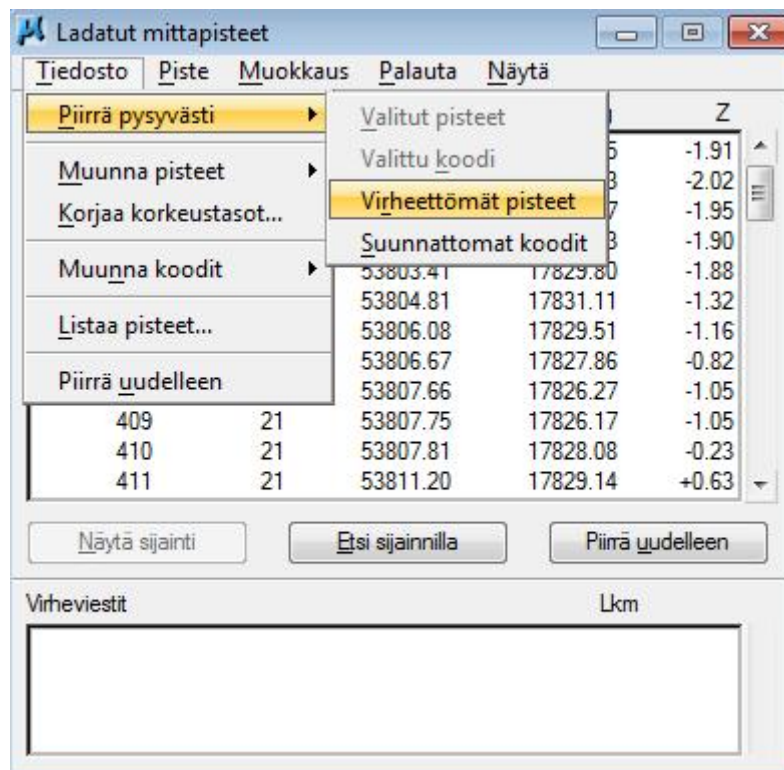 Ladatut mittapisteet
Tiedosto Piste Muokkaus Palauta Näytä
Piirrä pysyvästi
Muunna pisteet
Korjaa korkeustasot...
Muunna koodit
Listaa pisteet...
Piirrä uudelleen
Valitut pisteet
Valittu koodi
Virheettömät pisteet
Suunnattomat koodit
Z
-1.91
-2.02
-1.95
-1.90
53803.41 17829.80 -1.88
53804.81 17831.11 -1.32
53806.08 17829.51 -1.16
53806.67 17827.86 -0.82
53807.66 17826.27 -1.05
409 21 53807.75 17826.17 -1.05
410 21 53807.81 17828.08 -0.23
411 21 53811.20 17829.14 +0.63
Näytä sijainti Etsi sijainnilla Piirrä uudelleen
Virheviestit Lkm